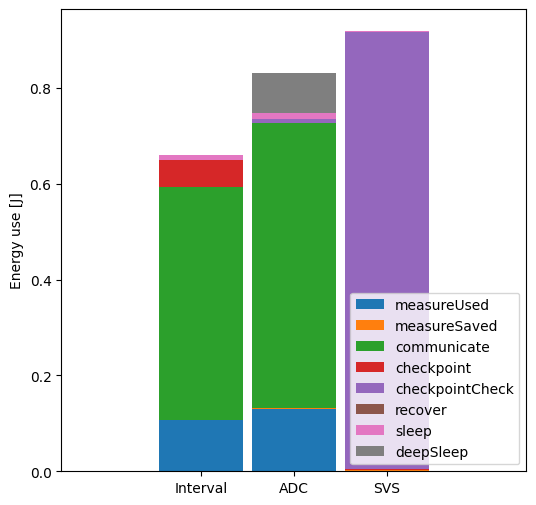 Energy use [J]
0.8
0.6
0.4
0.2
0.0
measureUsed
measureSaved
communicate
checkpoint
checkpointCheck
recover
sleep
deepSleep
Interval
ADC
SVS